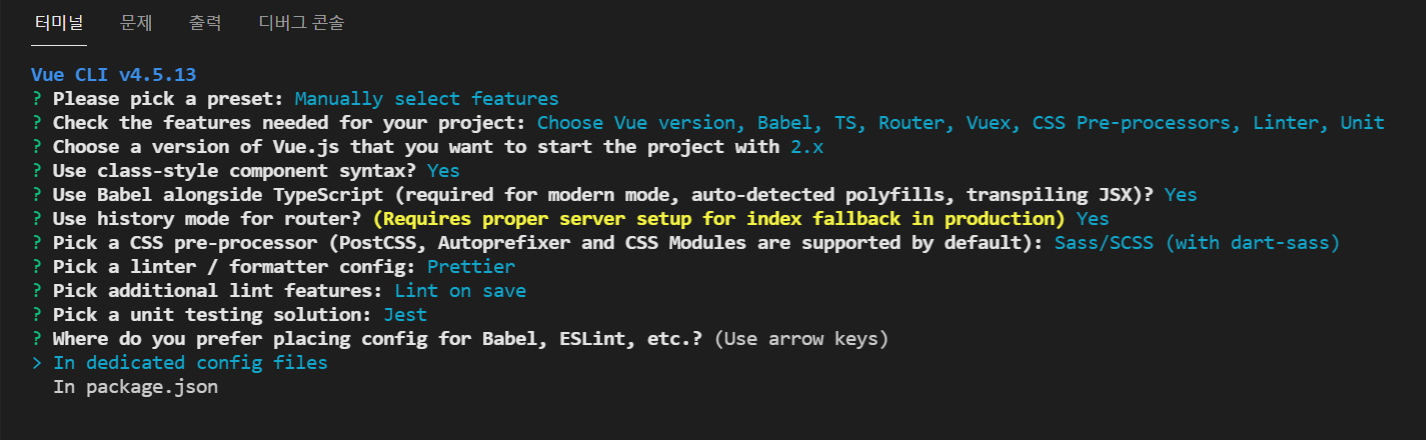 터미널 문제 출력 디버그 콘솔
Vue CLI v4.5.13
? Please pick a preset: Manually select features
? Check the features needed for your project: Choose Vue version, Babel, TS, Router, Vuex, CSS Pre-processors, Linter, Unit
? Choose a version of Vue.js that you want to start the project with 2.x
? Use class-style component syntax? Yes
? Use Babel alongside TypeScript (required for modern mode, auto-detected polyfills, transpiling JSX)? Yes
? Use history mode for router? (Requires proper server setup for index fallback in production) Yes
? Pick a CSS pre-processor (PostCSS, Autoprefixer and CSS Modules are supported by default): Sass/SCSS (with dart-sass)
? Pick a linter / formatter config: Prettier
? Pick additional lint features: Lint on save
? Pick a unit testing solution: Jest
? Where do you prefer placing config for Babel, ESLint, etc.? (Use arrow keys)
> In dedicated config files
In package.json